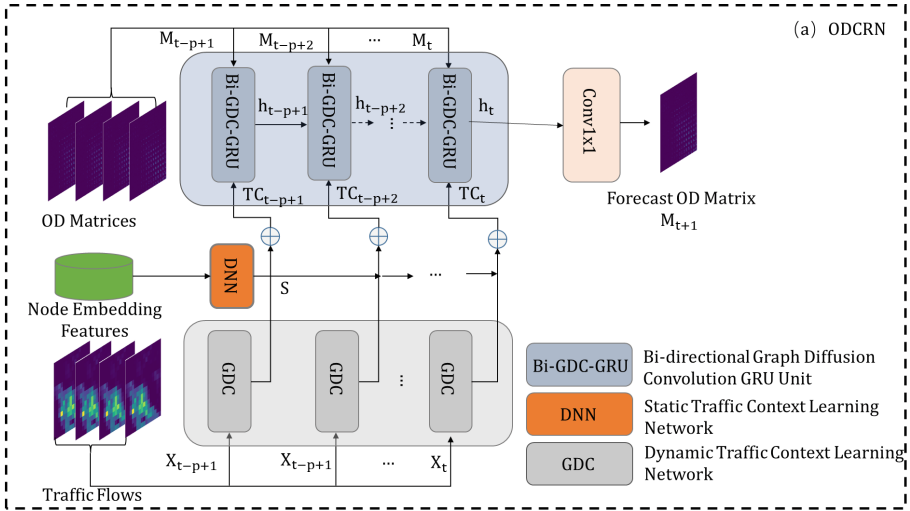 (a) ODCRN
M_{t-p+1} M_{t-p+2} ... M_t
Bi-GDC-GRU
h_{t-p+1}
Bi-GDC-GRU
h_{t-p+2}
...
Bi-GDC-GRU
h_t
Conv1x1
TC_{t-p+1} TC_{t-p+2} TC_t
OD Matrices
Forecast OD Matrix
M_{t+1}
DNN
S
...
Node Embedding
Features
GDC
GDC
...
GDC
X_{t-p+1} X_{t-p+1} ... X_t
Traffic Flows
Bi-GDC-GRU
Bi-directional Graph Diffusion
Convolution GRU Unit
DNN
Static Traffic Context Learning
Network
GDC
Dynamic Traffic Context Learning
Network